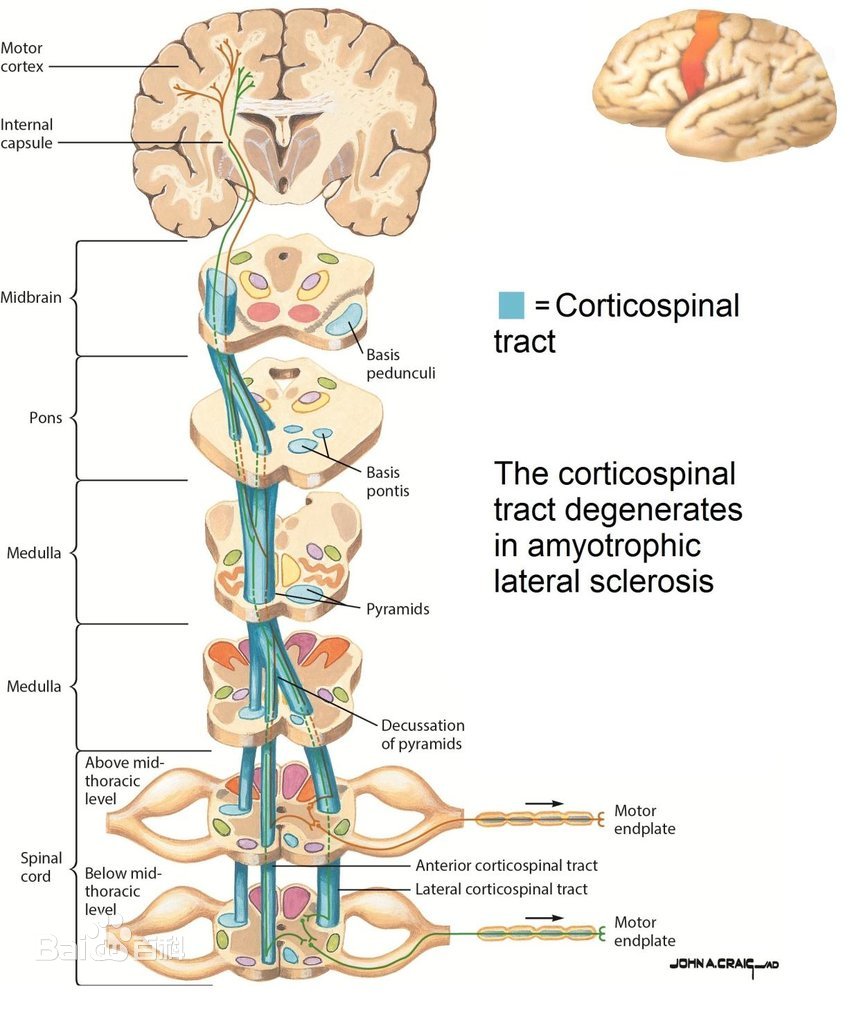 Motor
cortex
Internal
capsule
Midbrain
= Corticospinal
tract
Basis
pedunculi
Pons
Basis
pontis
The corticospinal
tract degenerates
in amyotrophic
lateral sclerosis
Medulla
Pyramids
Medulla
Decussation
of pyramids
Above mid-
thoracic
level
Motor
endplate
Spinal
cord
Anterior corticospinal tract
Lateral corticospinal tract
Below mid-
thoracic
level
Motor
endplate
Bai百科
JOHN A. CRAIG_AD